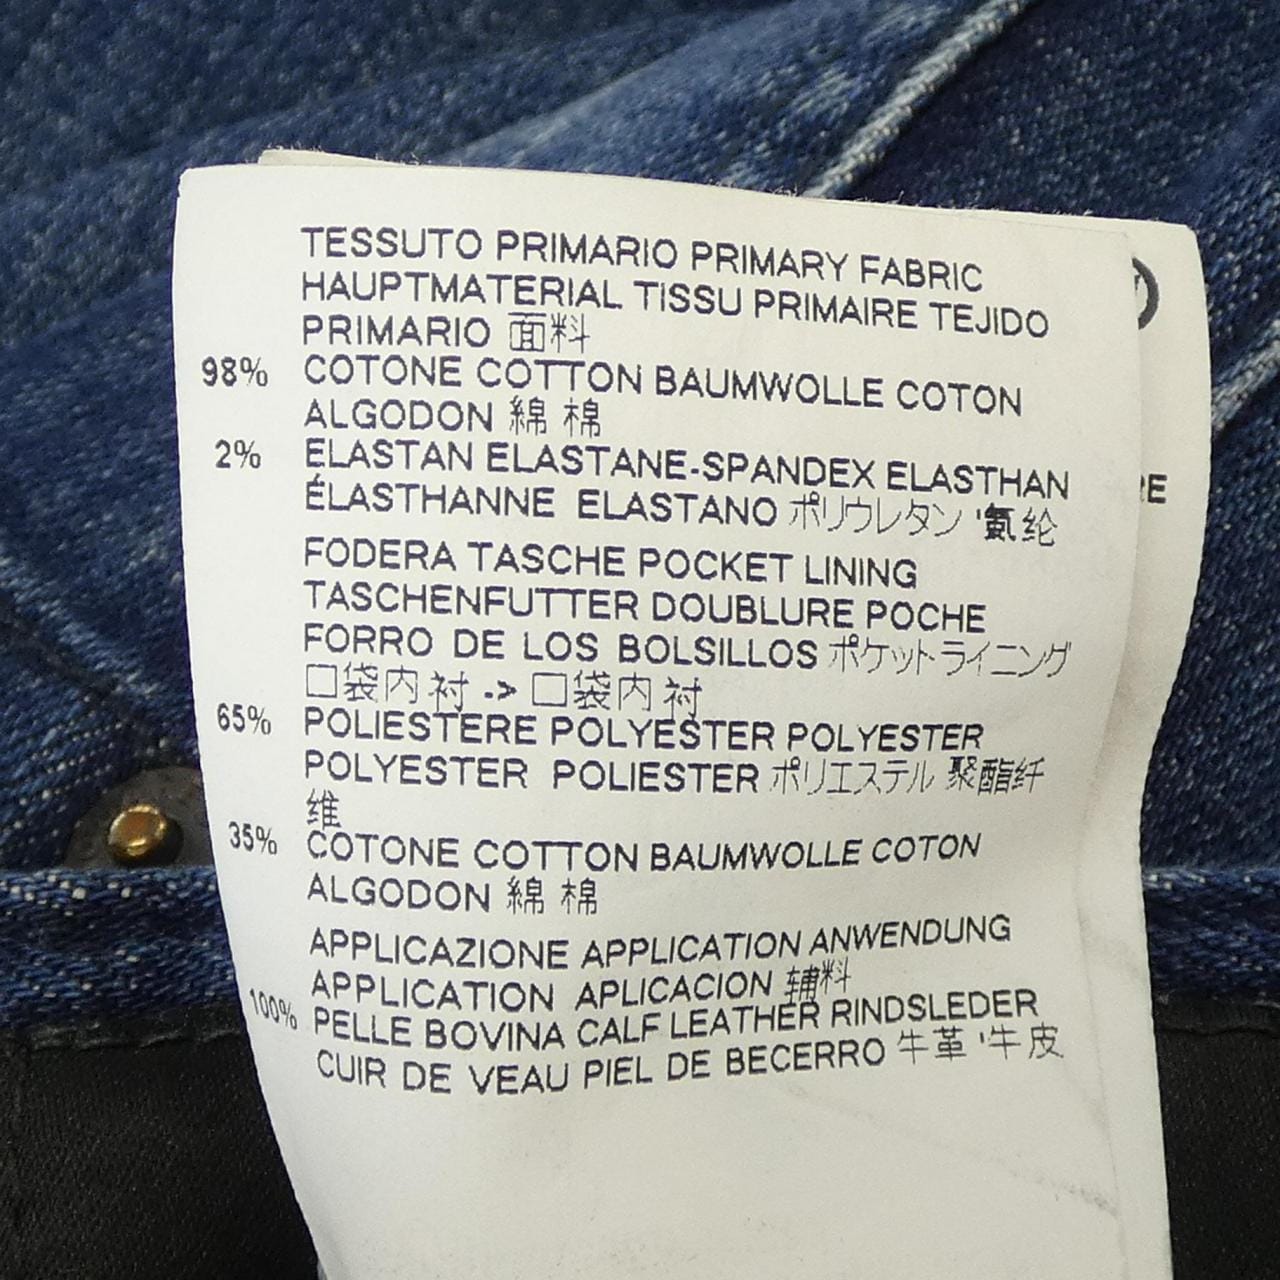 TESSUTO PRIMARIO PRIMARY FABRIC
HAUPTMATERIAL TISSU PRIMAIRE TEJIDO
PRIMARIO 面料
98% COTONE COTTON BAUMWOLLE COTON
ALGODON 綿 棉
2% ELASTAN ELASTANE-SPANDEX ELASTHAN
ÉLASTHANNE ELASTANO ポリウレタン '氨纶
FODERA TASCHE POCKET LINING
TASCHENFUTTER DOUBLURE POCHE
FORRO DE LOS BOLSILLOS ポケットライニング
口袋内衬 -> 口袋内衬
65% POLIESTERE POLYESTER POLYESTER
POLYESTER POLIESTER ポリエステル 聚酯纤
维
35% COTONE COTTON BAUMWOLLE COTON
ALGODON 綿 棉
APPLICAZIONE APPLICATION ANWENDUNG
APPLICATION APLICACION 辅料
100% PELLE BOVINA CALF LEATHER RINDSLEDER
CUIR DE VEAU PIEL DE BECERRO 牛革 '牛皮